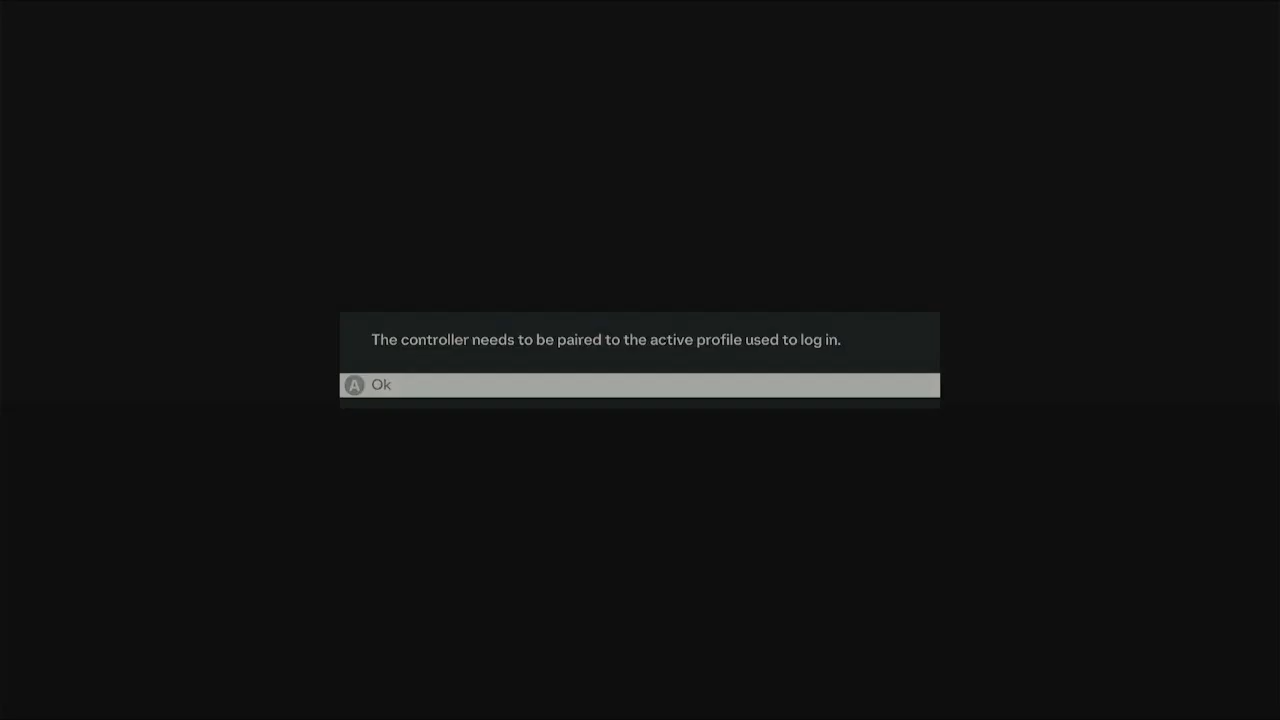 The controller needs to be paired to the active profile used to log in.
A Ok